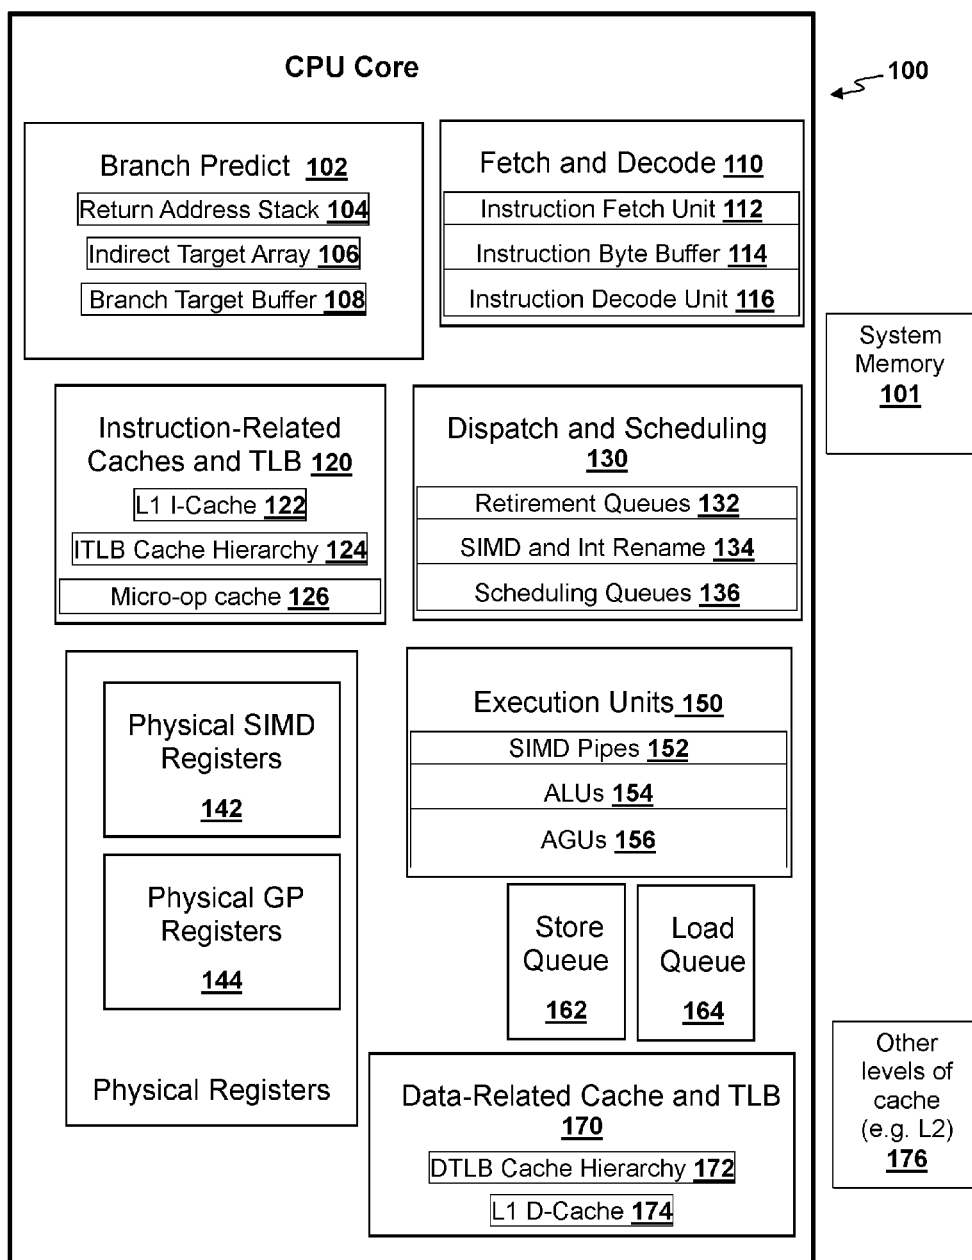 CPU Core
100
Branch Predict 102
Return Address Stack 104
Indirect Target Array 106
Branch Target Buffer 108
Fetch and Decode 110
Instruction Fetch Unit 112
Instruction Byte Buffer 114
Instruction Decode Unit 116
System
Memory
101
Instruction-Related
Caches and TLB 120
L1 I-Cache 122
ITLB Cache Hierarchy 124
Micro-op cache 126
Dispatch and Scheduling
130
Retirement Queues 132
SIMD and Int Rename 134
Scheduling Queues 136
Physical SIMD
Registers
142
Physical GP
Registers
144
Physical Registers
Execution Units 150
SIMD Pipes 152
ALUs 154
AGUs 156
Store
Queue
162
Load
Queue
164
Data-Related Cache and TLB
170
DTLB Cache Hierarchy 172
L1 D-Cache 174
Other
levels of
cache
(e.g. L2)
176